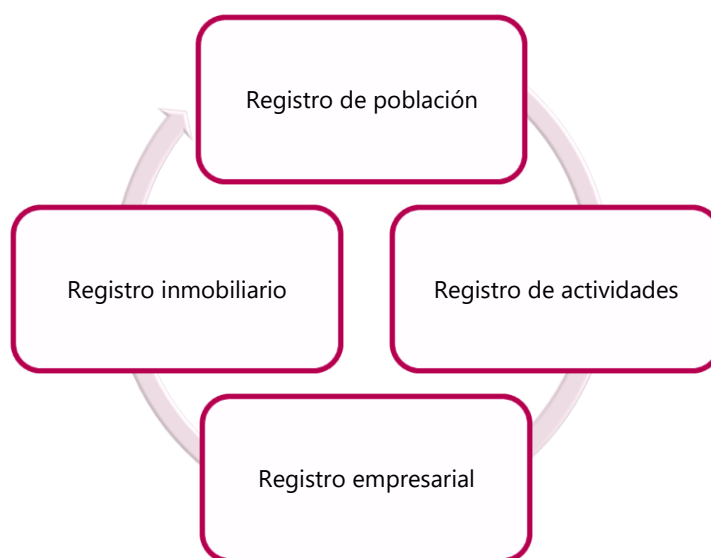 Registro de población
Registro inmobiliario
Registro de actividades
Registro empresarial